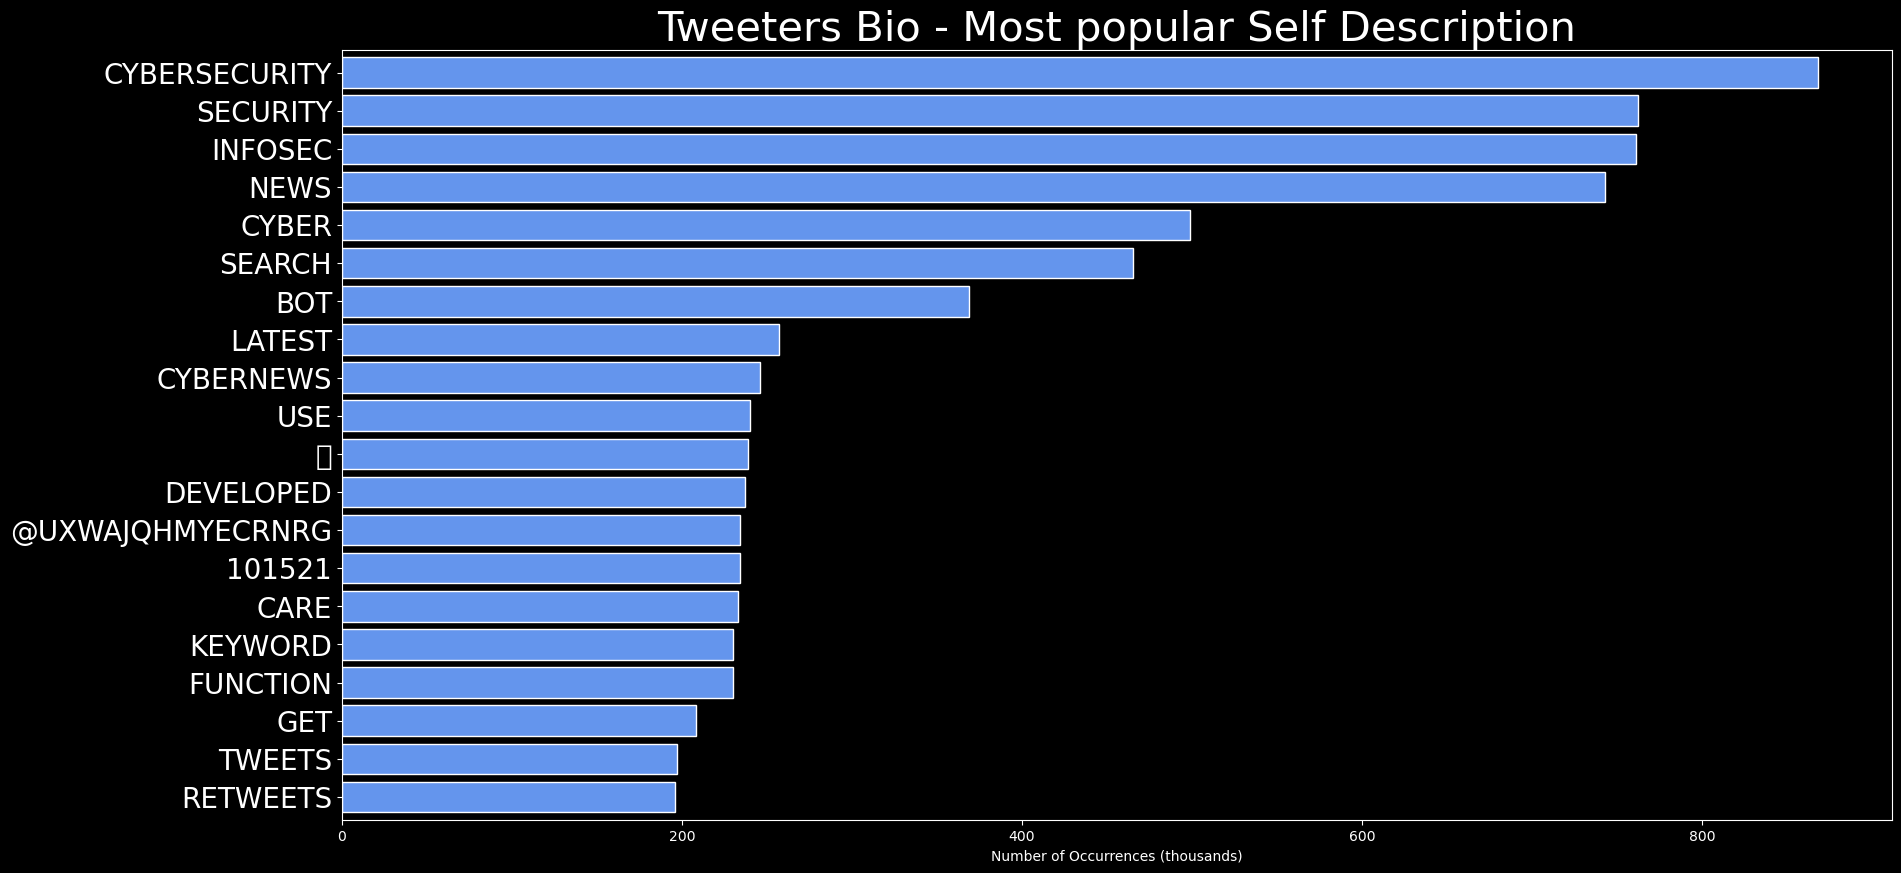 Tweeters Bio - Most popular Self Description
CYBERSECURITY
SECURITY
INFOSEC
NEWS
CYBER
SEARCH
BOT
LATEST
CYBERNEWS
USE
DEVELOPED
@UXWAJQHMYECRNRG
101521
CARE
KEYWORD
FUNCTION
GET
TWEETS
RETWEETS
0 200 400 600 800
Number of Occurrences (thousands)